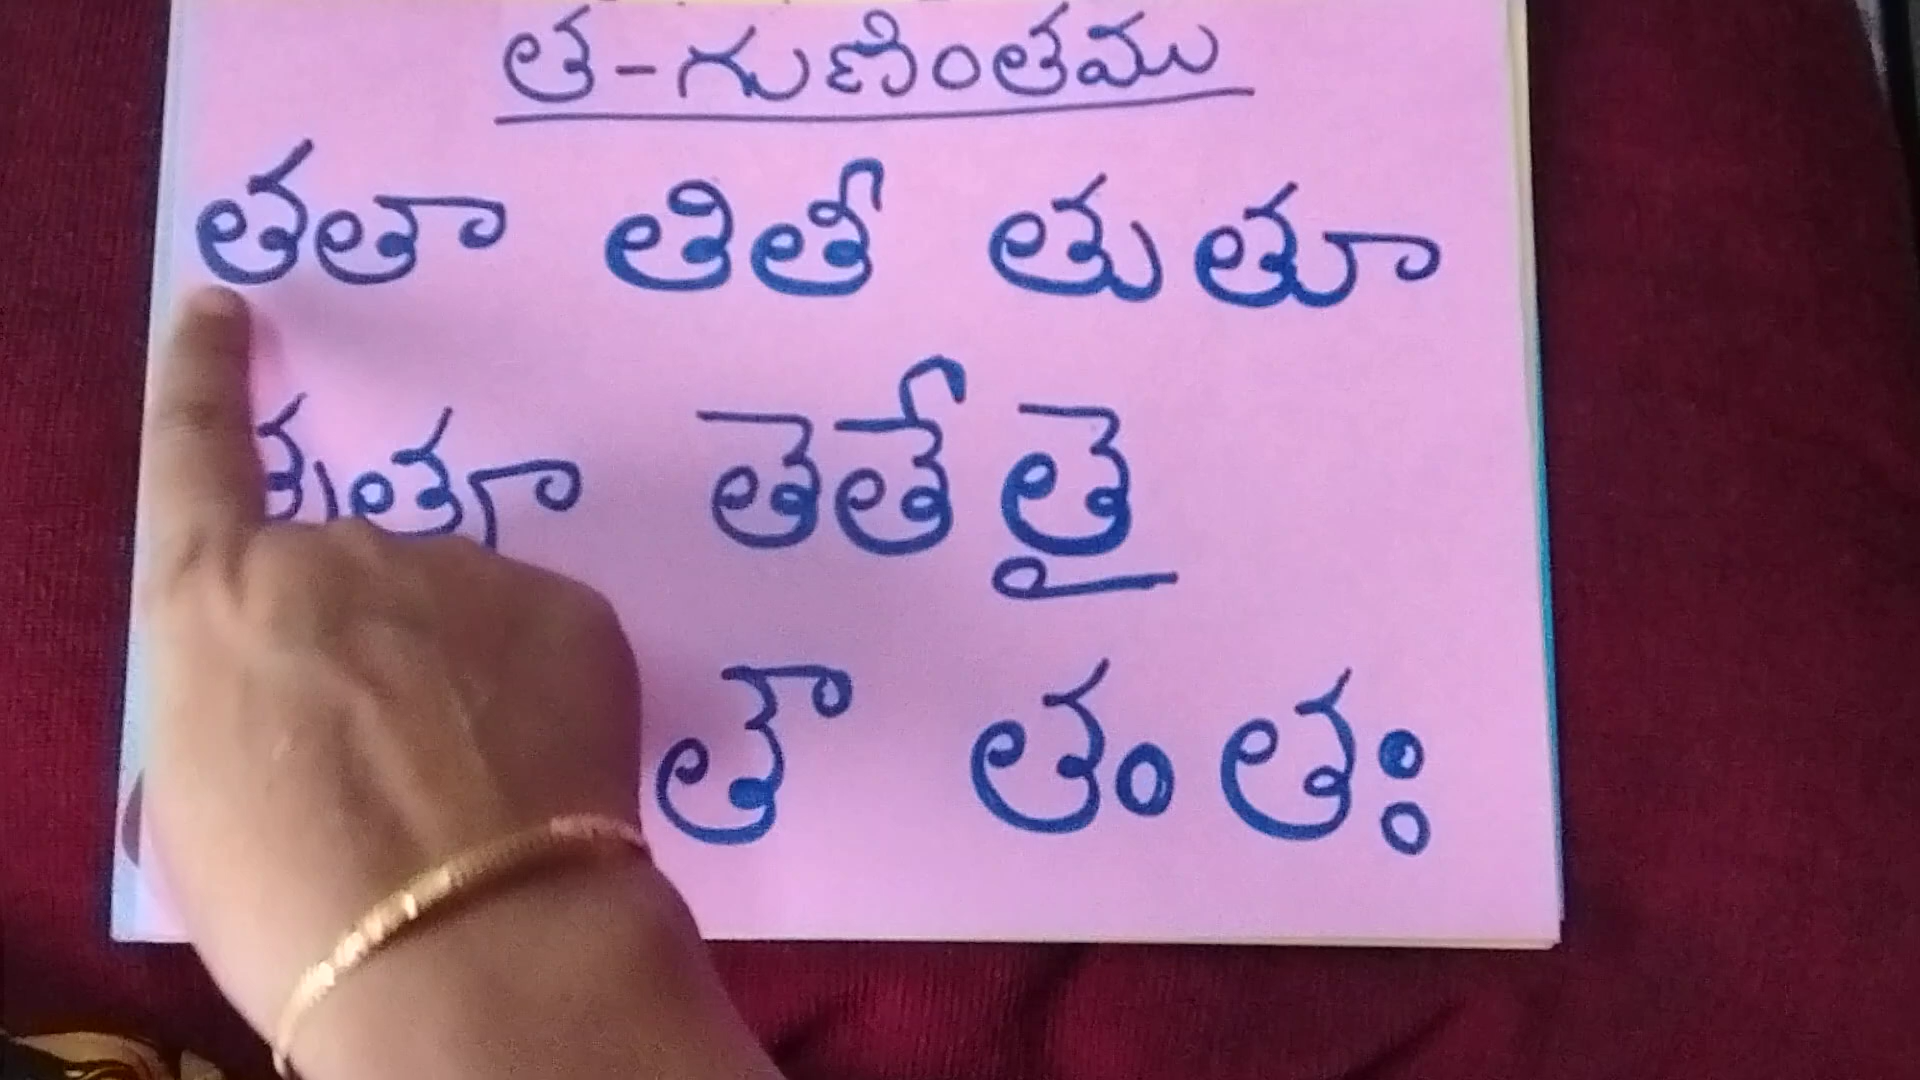 త-గుణింతము
త తా తి తీ తు తూ
తృ తౄ తె తే తై
తౌ తం తః